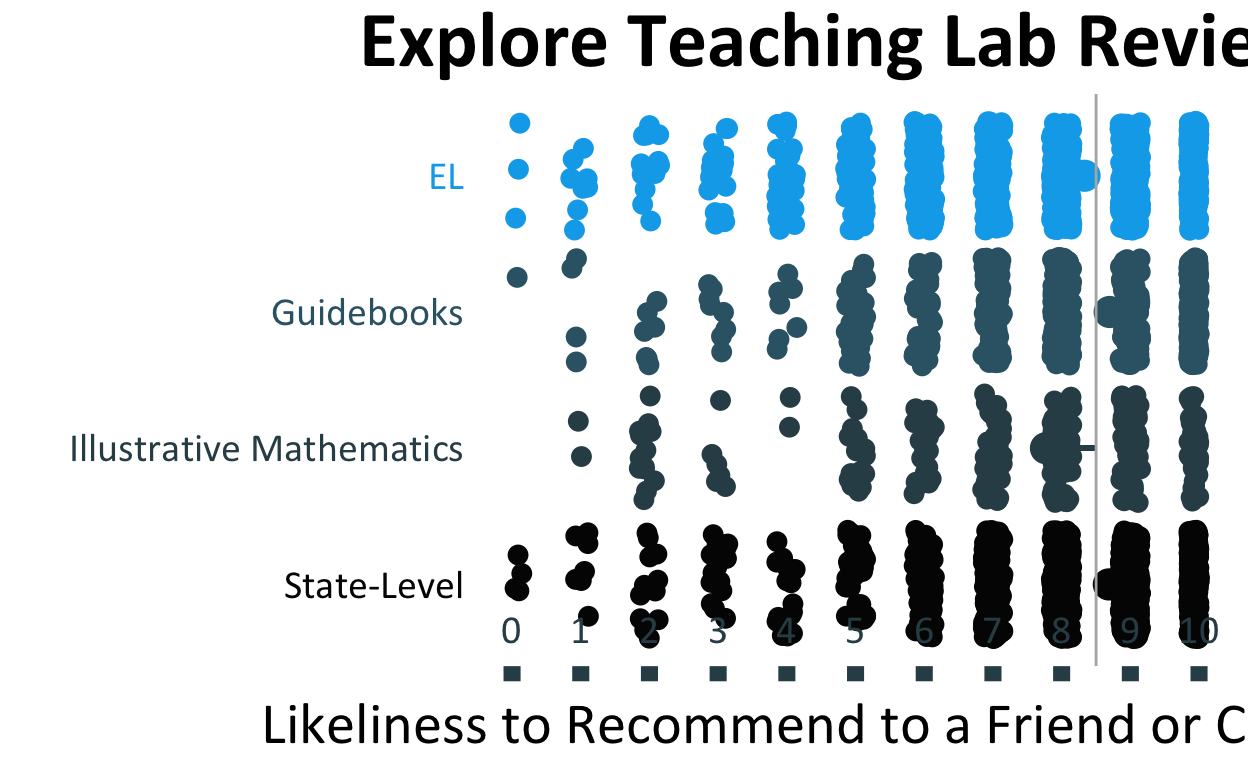 Explore Teaching Lab Revie
EL
Guidebooks
Illustrative Mathematics
State-Level
0 1 2 3 4 5 6 7 8 9 10
Likeliness to Recommend to a Friend or C